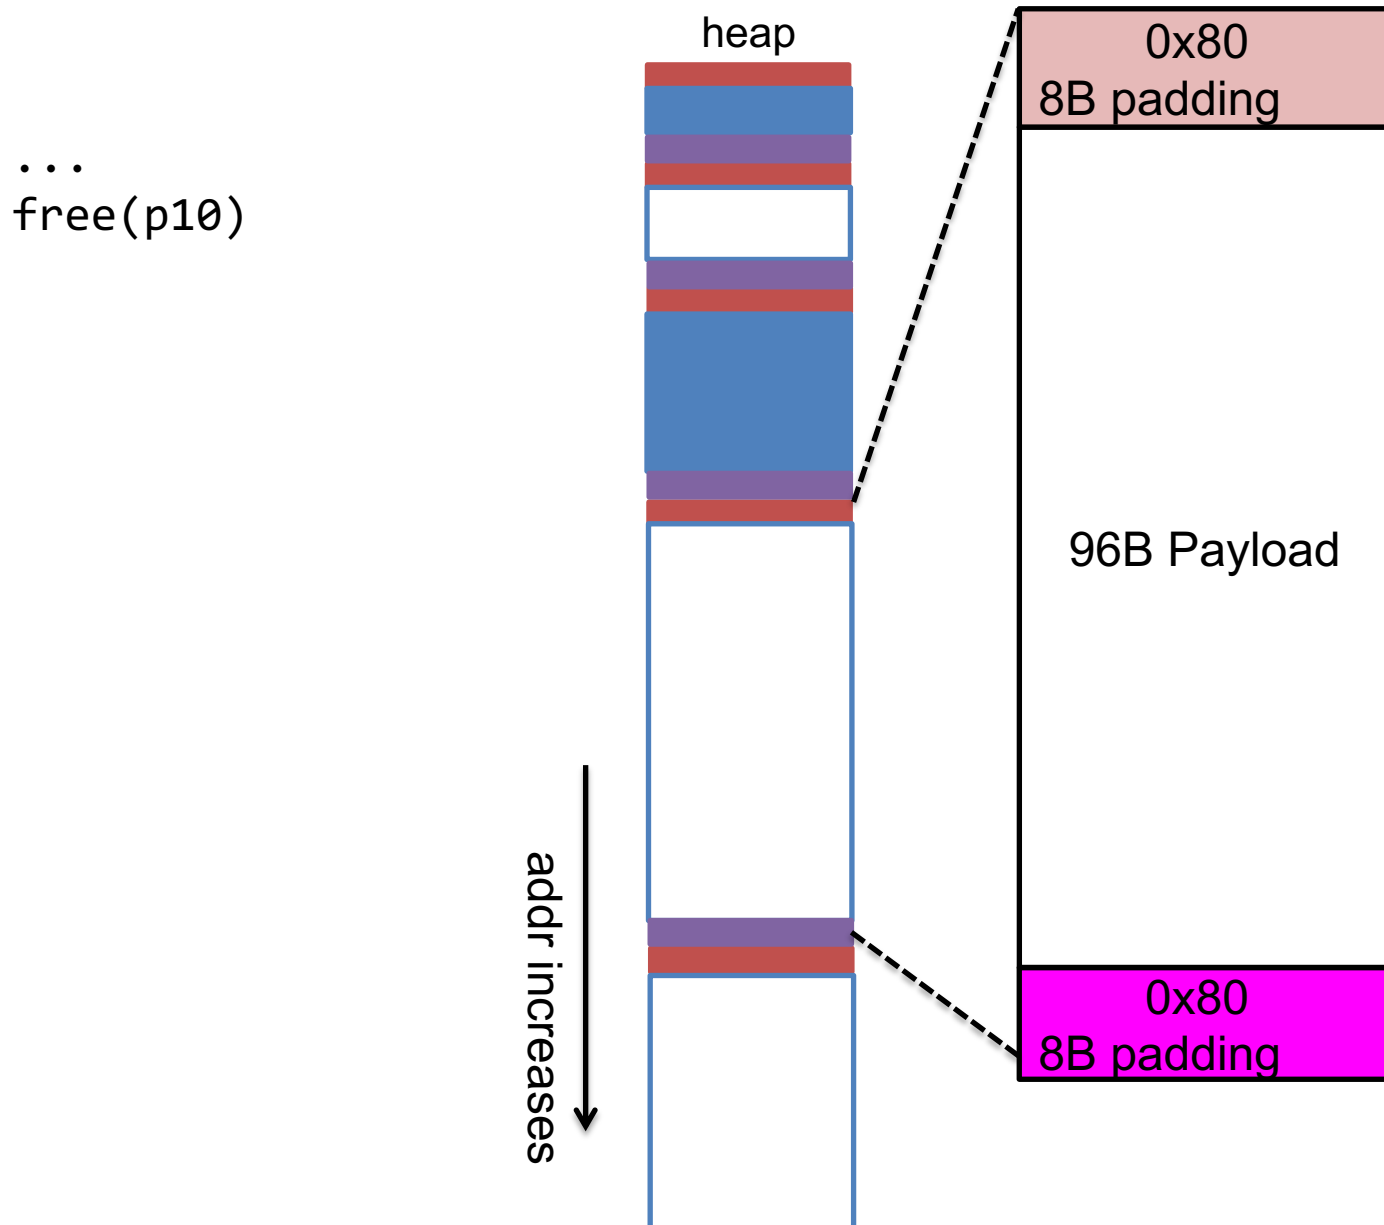 ...
free(p10)
heap
addr increases
0x80
8B padding
96B Payload
0x80
8B padding